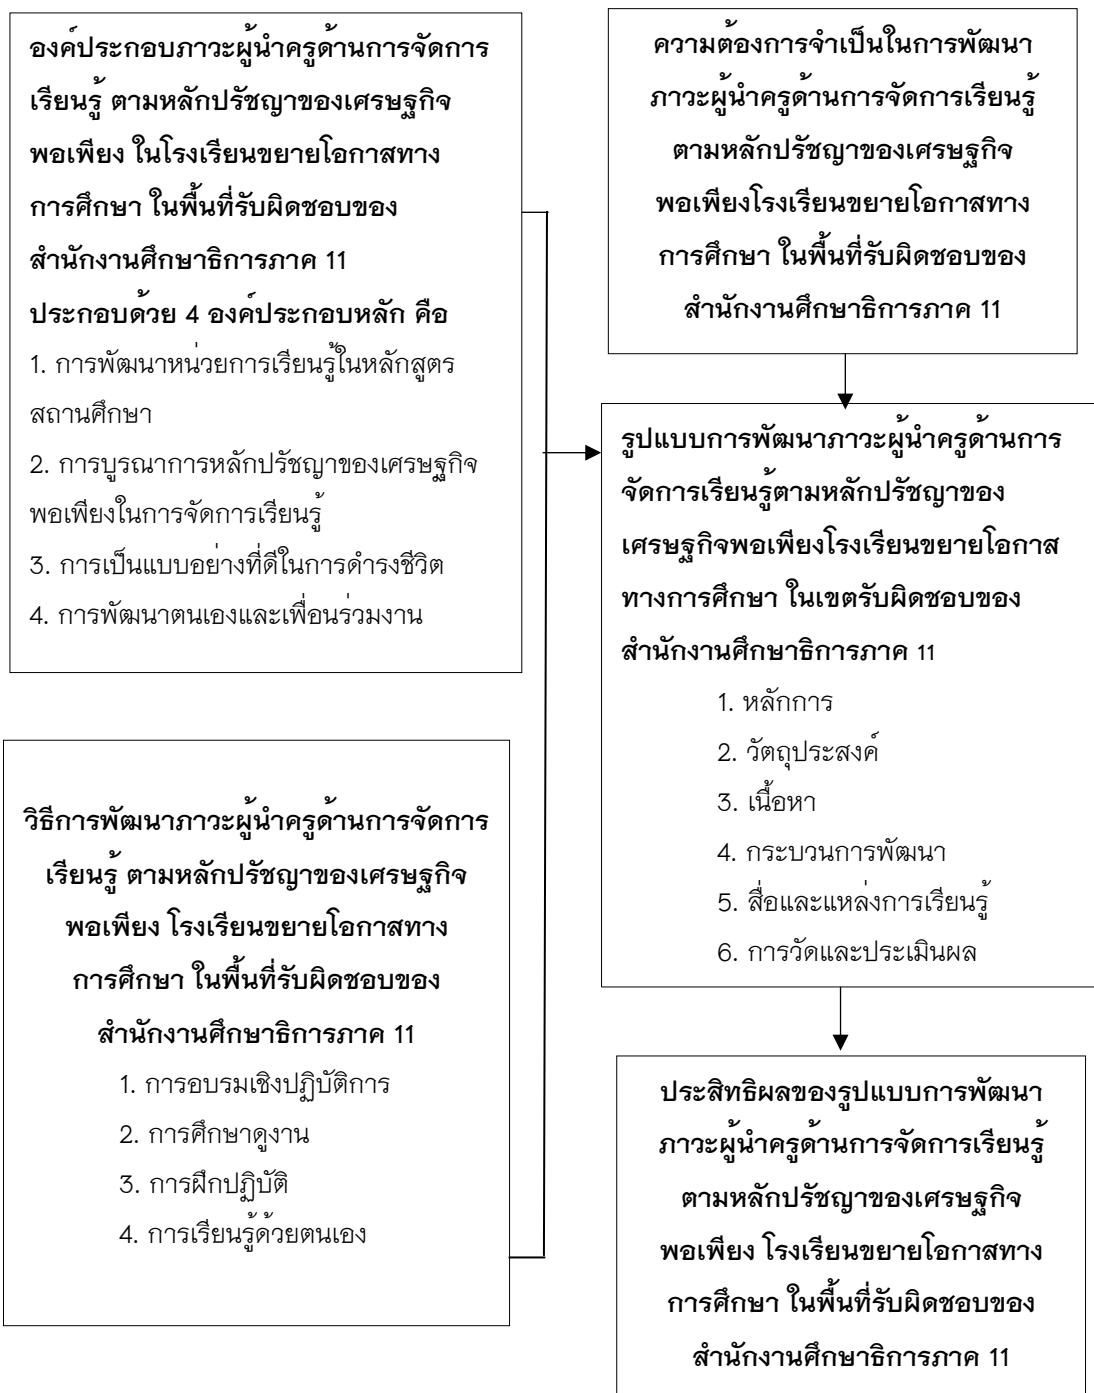 องค์ประกอบภาวะผู้นำครูด้านการจัดการ
เรียนรู้ ตามหลักปรัชญาของเศรษฐกิจ
พอเพียง ในโรงเรียนขยายโอกาสทาง
การศึกษา ในพื้นที่รับผิดชอบของ
สำนักงานศึกษาธิการภาค 11
ประกอบด้วย 4 องค์ประกอบหลัก คือ
1. การพัฒนาหน่วยการเรียนรู้ในหลักสูตร
สถานศึกษา
2. การบูรณาการหลักปรัชญาของเศรษฐกิจ
พอเพียงในการจัดการเรียนรู้
3. การเป็นแบบอย่างที่ดีในการดำรงชีวิต
4. การพัฒนาตนเองและเพื่อนร่วมงาน
วิธีการพัฒนาภาวะผู้นำครูด้านการจัดการ
เรียนรู้ ตามหลักปรัชญาของเศรษฐกิจ
พอเพียง โรงเรียนขยายโอกาสทาง
การศึกษา ในพื้นที่รับผิดชอบของ
สำนักงานศึกษาธิการภาค 11
1. การอบรมเชิงปฏิบัติการ
2. การศึกษาดูงาน
3. การฝึกปฏิบัติ
4. การเรียนรู้ด้วยตนเอง
ความต้องการจำเป็นในการพัฒนา
ภาวะผู้นำครูด้านการจัดการเรียนรู้
ตามหลักปรัชญาของเศรษฐกิจ
พอเพียงโรงเรียนขยายโอกาสทาง
การศึกษา ในพื้นที่รับผิดชอบของ
สำนักงานศึกษาธิการภาค 11
รูปแบบการพัฒนาภาวะผู้นำครูด้านการ
จัดการเรียนรู้ตามหลักปรัชญาของ
เศรษฐกิจพอเพียงโรงเรียนขยายโอกาส
ทางการศึกษา ในเขตรับผิดชอบของ
สำนักงานศึกษาธิการภาค 11
1. หลักการ
2. วัตถุประสงค์
3. เนื้อหา
4. กระบวนการพัฒนา
5. สื่อและแหล่งการเรียนรู้
6. การวัดและประเมินผล
ประสิทธิผลของรูปแบบการพัฒนา
ภาวะผู้นำครูด้านการจัดการเรียนรู้
ตามหลักปรัชญาของเศรษฐกิจ
พอเพียง โรงเรียนขยายโอกาสทาง
การศึกษา ในพื้นที่รับผิดชอบของ
สำนักงานศึกษาธิการภาค 11